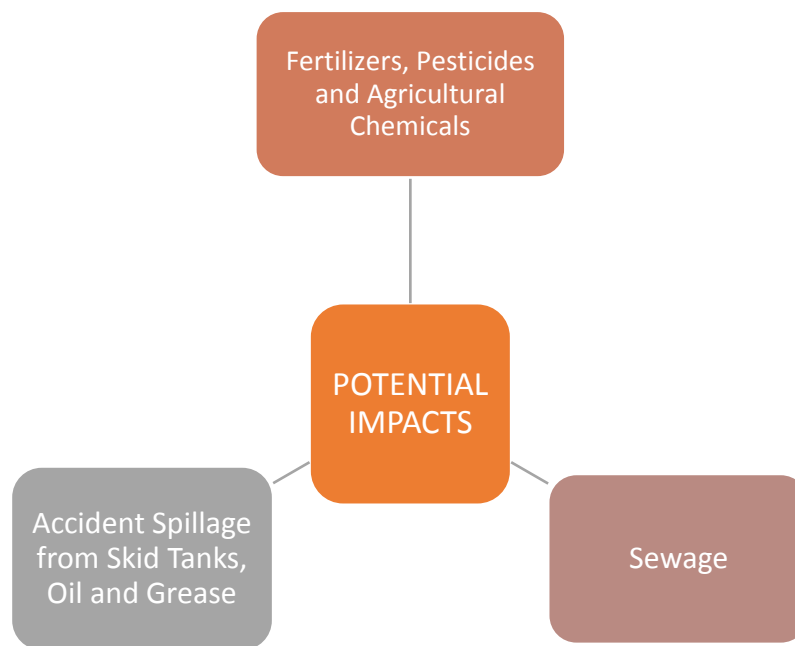 Fertilizers, Pesticides
and Agricultural
Chemicals
POTENTIAL
IMPACTS
Accident Spillage
from Skid Tanks,
Oil and Grease
Sewage